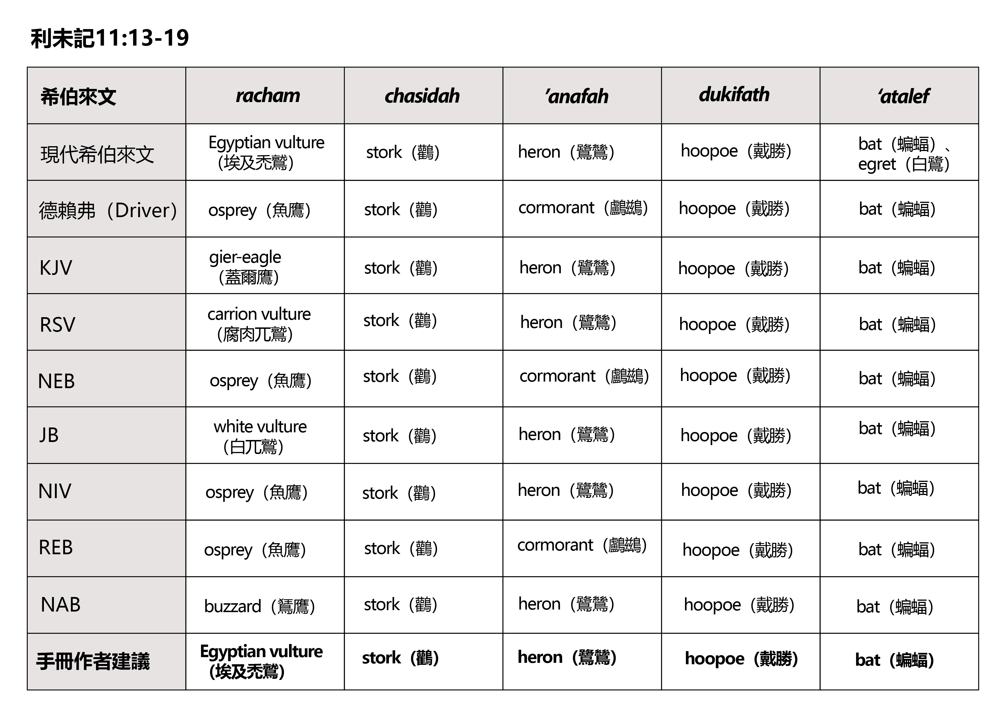 利未記11:13-19
希伯來文 racham chasidah ’anafah dukifath ‘atalef
現代希伯來文 Egyptian vulture（埃及禿鷲） stork（鸛） heron（鷺鷥） hoopoe（戴勝） bat（蝙蝠）、egret（白鷺）
德賴弗（Driver） osprey（魚鷹） stork（鸛） cormorant（鸕鷀） hoopoe（戴勝） bat（蝙蝠）
KJV gier-eagle（蓋爾鷹） stork（鸛） heron（鷺鷥） hoopoe（戴勝） bat（蝙蝠）
RSV carrion vulture（腐肉兀鷲） stork（鸛） heron（鷺鷥） hoopoe（戴勝） bat（蝙蝠）
NEB osprey（魚鷹） stork（鸛） cormorant（鸕鷀） hoopoe（戴勝） bat（蝙蝠）
JB white vulture（白兀鷲） stork（鸛） heron（鷺鷥） hoopoe（戴勝） bat（蝙蝠）
NIV osprey（魚鷹） stork（鸛） heron（鷺鷥） hoopoe（戴勝） bat（蝙蝠）
REB osprey（魚鷹） stork（鸛） cormorant（鸕鷀） hoopoe（戴勝） bat（蝙蝠）
NAB buzzard（鵟鷹） stork（鸛） heron（鷺鷥） hoopoe（戴勝） bat（蝙蝠）
手冊作者建議 Egyptian vulture（埃及禿鷲） stork（鸛） heron（鷺鷥） hoopoe（戴勝） bat（蝙蝠）